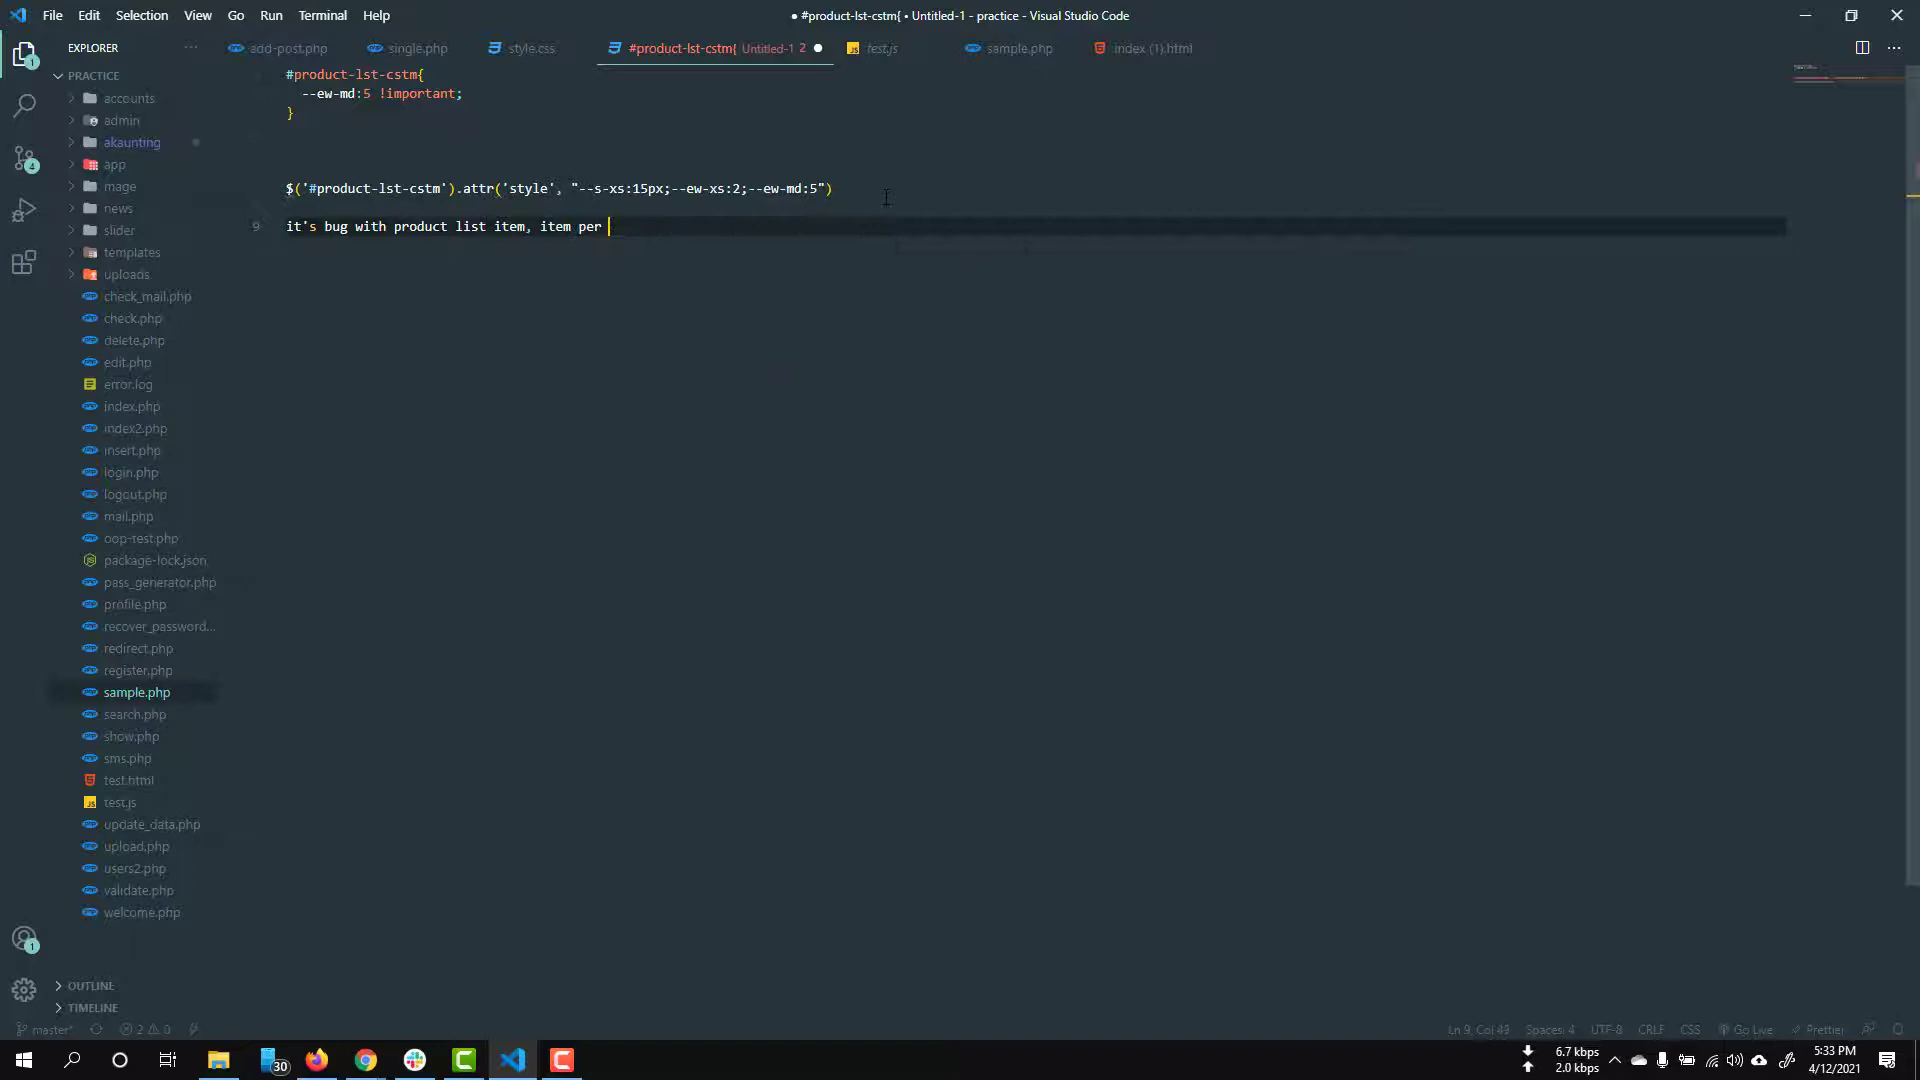 File Edit Selection View Go Run Terminal Help
● #product-lst-cstm{ • Untitled-1 - practice - Visual Studio Code
EXPLORER
add-post.php single.php style.css #product-lst-cstm{ Untitled-1 2 test.js sample.php index (1).html
PRACTICE
accounts
admin
akaunting
app
mage
news
slider
templates
uploads
check_mail.php
check.php
delete.php
edit.php
error.log
index.php
index2.php
insert.php
login.php
logout.php
mail.php
oop-test.php
package-lock.json
pass_generator.php
profile.php
recover_password...
redirect.php
register.php
sample.php
search.php
show.php
sms.php
test.html
test.js
update_data.php
upload.php
users2.php
validate.php
welcome.php
OUTLINE
TIMELINE
#product-lst-cstm{
--ew-md:5 !important;
}
$('#product-lst-cstm').attr('style', "--s-xs:15px;--ew-xs:2;--ew-md:5")
9 it's bug with product list item, item per
1
4
1
master* 2 0
Ln 9, Col 49 Spaces: 4 UTF-8 CRLF CSS Go Live Prettier
30
6.7 kbps
2.0 kbps
5:33 PM
4/12/2021